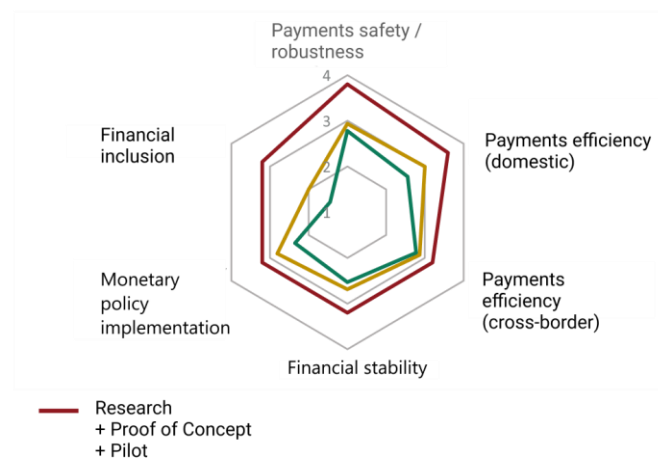 Payments safety /
robustness
4
3
2
1
Financial
inclusion
Payments efficiency
(domestic)
Monetary
policy
implementation
Payments
efficiency
(cross-border)
Financial stability
Research
+ Proof of Concept
+ Pilot